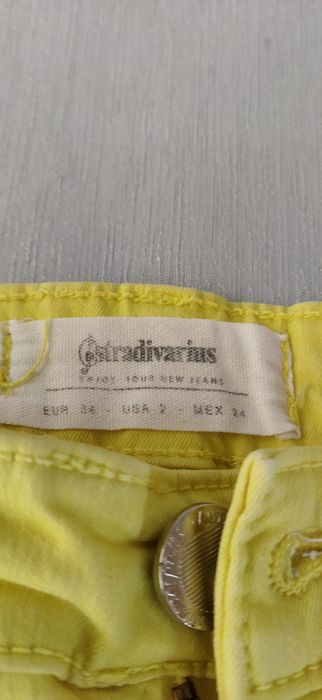 stradivarius
ENJOY YOUR NEW JEANS
EUR 34 - USA 2 - MEX 24